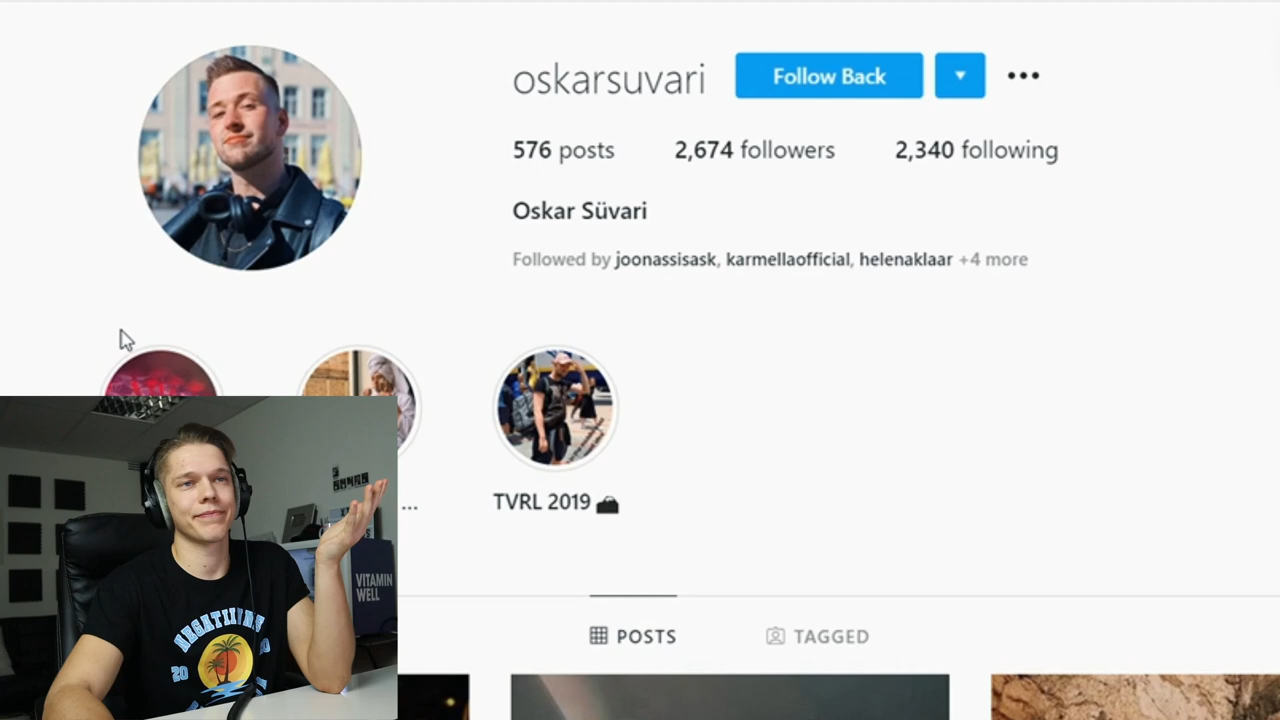 oskarsuvari
Follow Back
576 posts
2,674 followers
2,340 following
Oskar Süvari
Followed by joonassisask, karmellaofficial, helenaklaar +4 more
...
TVRL 2019
POSTS
TAGGED
VITAMIN
WELL
20